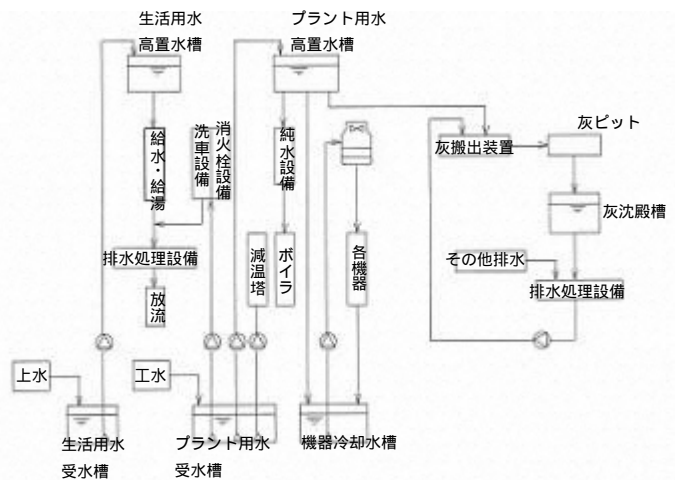 生活用水
高置水槽
プラント用水
高置水槽
給水・給湯
洗車設備
消火栓設備
純水設備
灰搬出装置
灰ピット
灰沈殿槽
排水処理設備
放流
減温塔
ボイラ
各機器
その他排水
排水処理設備
上水
工水
生活用水
受水槽
プラント用水
受水槽
機器冷却水槽